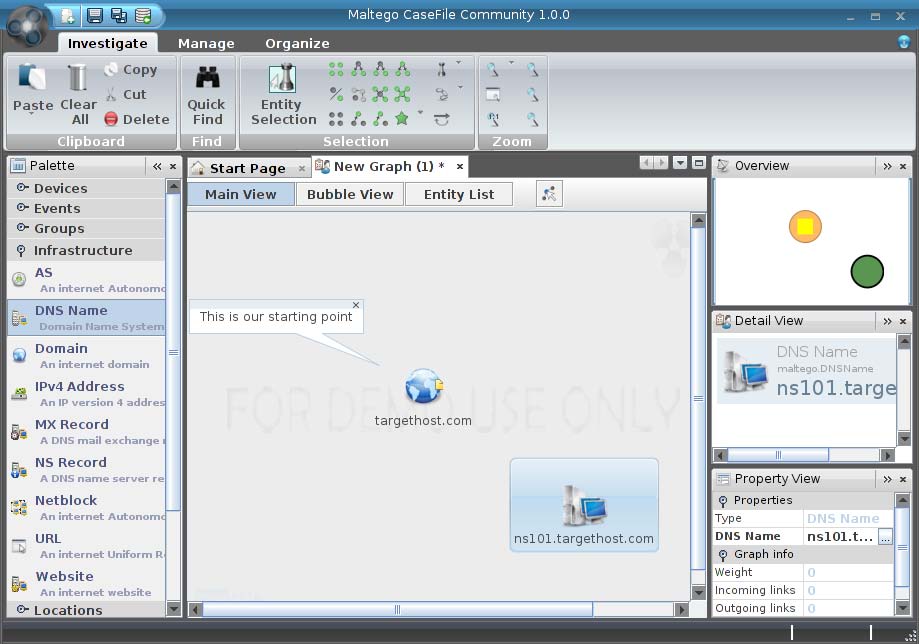 Maltego CaseFile Community 1.0.0
Investigate Manage Organize
Paste
Clear All
Copy
Cut
Delete
Clipboard
Quick Find
Find
Entity Selection
Selection
Zoom
Palette
Devices
Events
Groups
Infrastructure
AS
An internet Autonomo
DNS Name
Domain Name System
Domain
An internet domain
IPv4 Address
An IP version 4 addres
MX Record
A DNS mail exchange
NS Record
A DNS name server re
Netblock
An internet Autonomo
URL
An internet Uniform R
Website
An internet website
Locations
Start Page
New Graph (1) *
Main View
Bubble View
Entity List
This is our starting point
FOR DEMO USE ONLY
targethost.com
ns101.targethost.com
Overview
Detail View
DNS Name
maltego.DNSName
ns101.targe
Property View
Properties
Type DNS Name
DNS Name ns101.t... ...
Graph info
Weight 0
Incoming links 0
Outgoing links 0